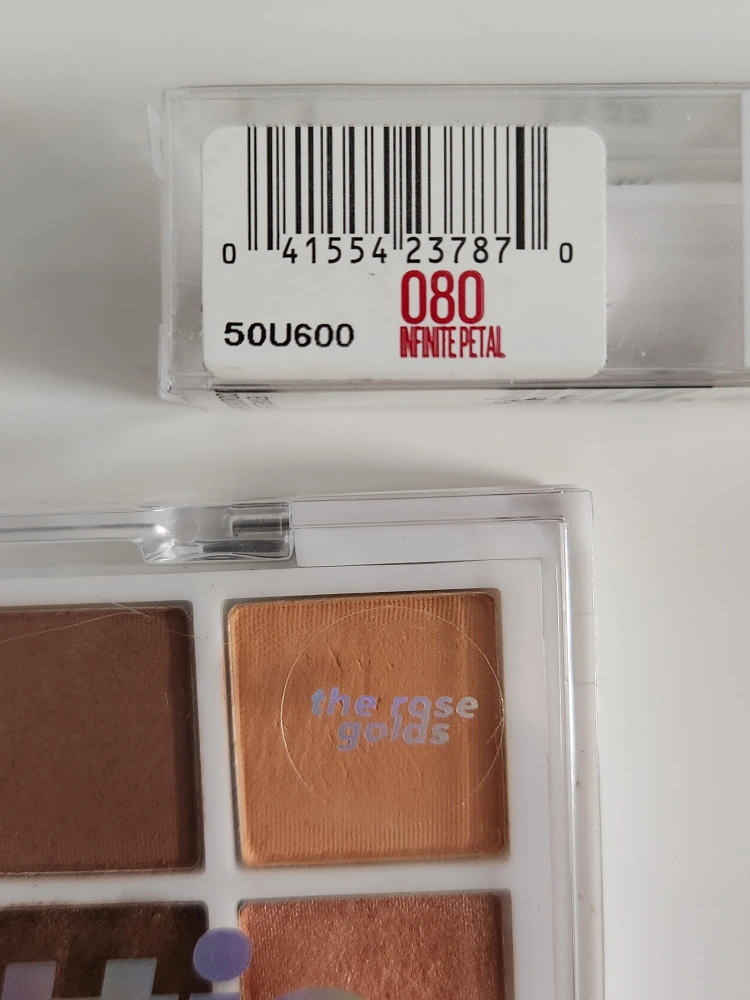 0 41554 23787 0
080
50U600
INFINITE PETAL
the rose
golds